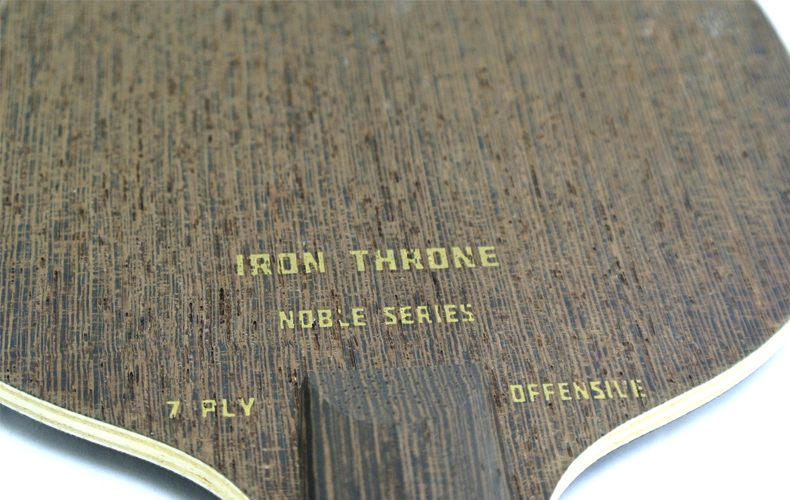 IRON THRONE
NOBLE SERIES
7 PLY
OFFENSIVE